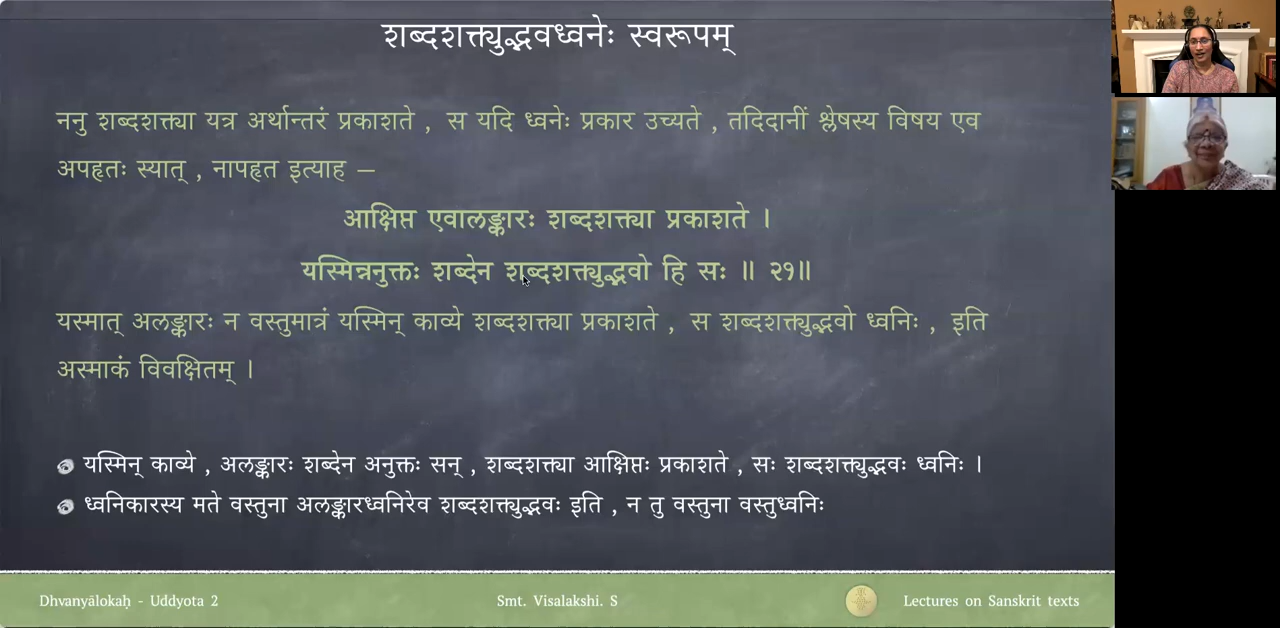 शब्दशक्त्युद्भवध्वनेः स्वरूपम्
ननु शब्दशक्त्या यत्र अर्थान्तरं प्रकाशते , स यदि ध्वनेः प्रकार उच्यते , तदिदानीं श्लेषस्य विषय एव
अपहृतः स्यात् , नापहृत इत्याह –
आक्षिप्त एवालङ्कारः शब्दशक्त्या प्रकाशते ।
यस्मिन्ननुक्तः शब्देन शब्दशक्त्युद्भवो हि सः ॥ २१॥
यस्मात् अलङ्कारः न वस्तुमात्रं यस्मिन् काव्ये शब्दशक्त्या प्रकाशते , स शब्दशक्त्युद्भवो ध्वनिः , इति
अस्माकं विवक्षितम् ।
यस्मिन् काव्ये , अलङ्कारः शब्देन अनुक्तः सन् , शब्दशक्त्या आक्षिप्तः प्रकाशते , सः शब्दशक्त्युद्भवः ध्वनिः ।
ध्वनिकारस्य मते वस्तुना अलङ्कारध्वनिरेव शब्दशक्त्युद्भवः इति , न तु वस्तुना वस्तुध्वनिः
Dhvanyālokaḥ - Uddyota 2 Smt. Visalakshi. S Lectures on Sanskrit texts